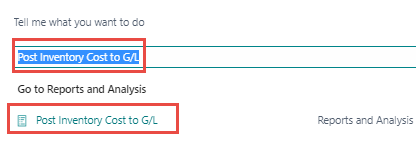 Tell me what you want to do
Post Inventory Cost to G/L
Go to Reports and Analysis
Post Inventory Cost to G/L Reports and Analysis